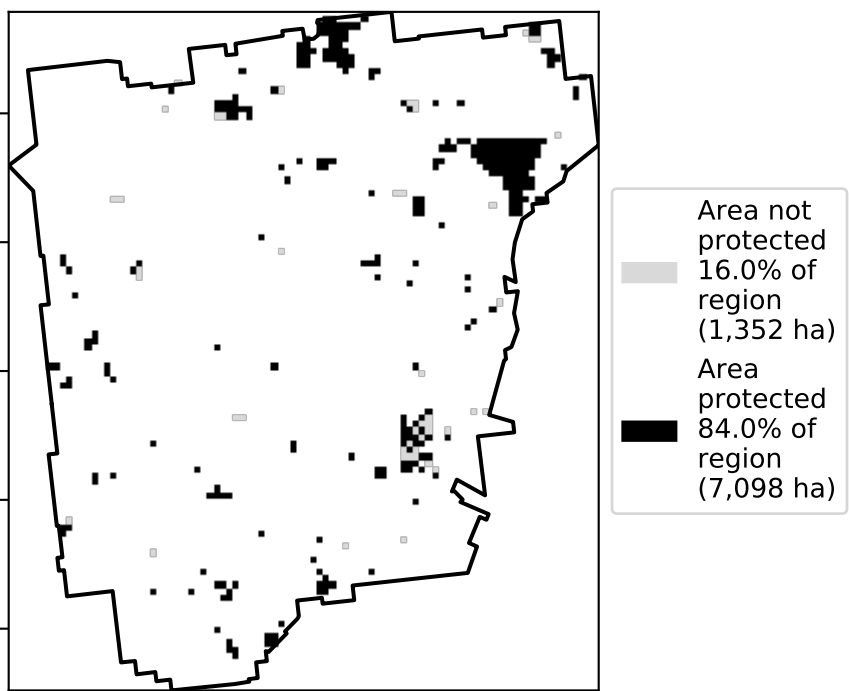 Area not
protected
16.0% of
region
(1,352 ha)
Area
protected
84.0% of
region
(7,098 ha)